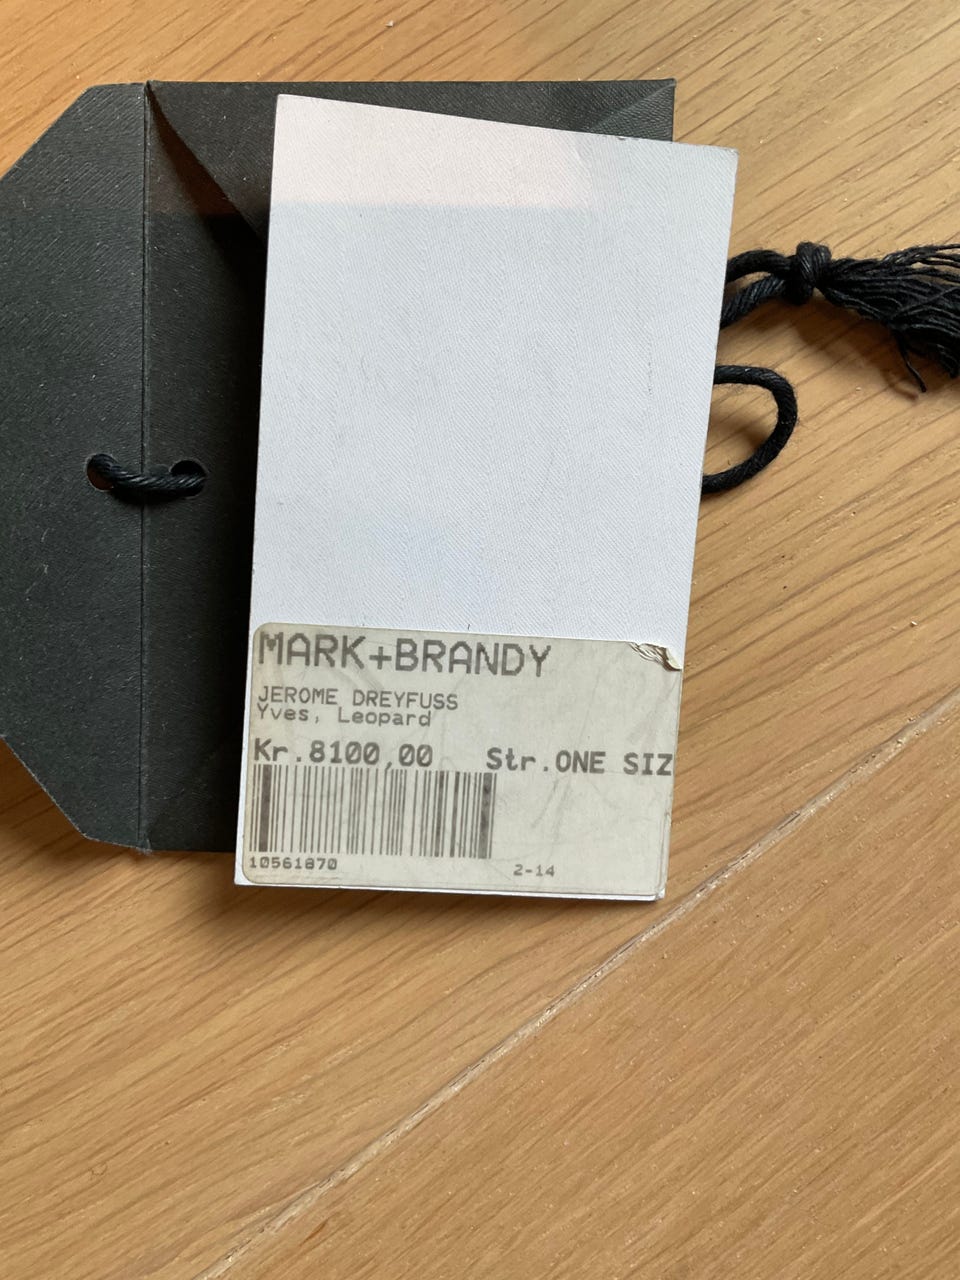 MARK+BRANDY
JEROME DREYFUSS
Yves, Leopard
Kr.8100,00 Str.ONE SIZ
10561870 2-14